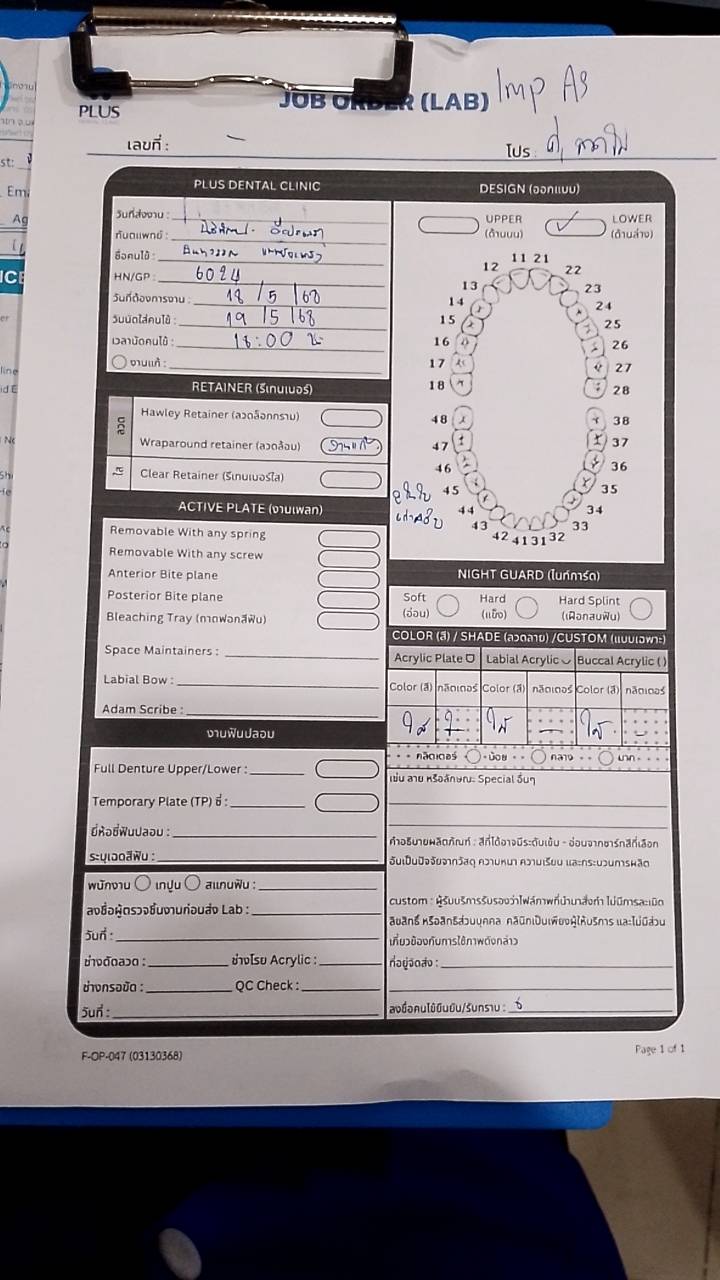 PLUS
JOB ORDER (LAB) Imp
เลขที่ : -
โปร :
PLUS DENTAL CLINIC
วันที่ส่งงาน :
ทันตแพทย์ :
ชื่อคนไข้ :
HN/GP : 6024
วันที่ต้องการงาน : 18/5/68
วันนัดใส่คนไข้ : 19/5/68
เวลานัดคนไข้ : 18:00 น.
งานแก้ :
RETAINER (รีเทนเนอร์)
ลวด
Hawley Retainer (ลวดล็อกกราม)
Wraparound retainer (ลวดอ้อม)
ใส
Clear Retainer (รีเทนเนอร์ใส)
ACTIVE PLATE (งานเพลท)
Removable With any spring
Removable With any screw
Anterior Bite plane
Posterior Bite plane
Bleaching Tray (ถาดฟอกสีฟัน)
Space Maintainers :
Labial Bow :
Adam Scribe :
งานฟันปลอม
Full Denture Upper/Lower :
Temporary Plate (TP) ซี่ :
ยี่ห้อซี่ฟันปลอม :
ระบุเฉดสีฟัน :
พนักงาน เทปูน สแกนฟัน :
ลงชื่อผู้ตรวจชิ้นงานก่อนส่ง Lab :
วันที่ :
ช่างดัดลวด : ช่างโรย Acrylic :
ช่างกรอขัด : QC Check :
วันที่ :
DESIGN (ออกแบบ)
UPPER (ด้านบน) LOWER (ด้านล่าง)
11 21
12 22
13 23
14 24
15 25
16 26
17 27
18 28
48 38
47 37
46 36
45 35
44 34
43 33
42 41 31 32
NIGHT GUARD (ไนท์การ์ด)
Soft (อ่อน) Hard (แข็ง) Hard Splint (เฝือกสบฟัน)
COLOR (สี) / SHADE (ลวดลาย) /CUSTOM (แบบเฉพาะ)
Acrylic Plate Labial Acrylic Buccal Acrylic ( )
Color (สี) กลิตเตอร์ Color (สี) กลิตเตอร์ Color (สี) กลิตเตอร์
ใส ใส - ใส -
กลิตเตอร์ น้อย กลาง มาก
เช่น ลาย หรือลักษณะ Special อื่นๆ
คำอธิบายผลิตภัณฑ์ : สีที่ได้อาจมีระดับเข้ม - อ่อนจากชาร์ทสีที่เลือก
อันเป็นปัจจัยจากวัสดุ ความหนา ความเรียบ และกระบวนการผลิต
custom : ผู้รับบริการรับรองว่าไฟล์ภาพที่นำมาสั่งทำ ไม่มีการละเมิด
ลิขสิทธิ์ หรือสิทธิส่วนบุคคล คลินิกเป็นเพียงผู้ให้บริการ และไม่มีส่วน
เกี่ยวข้องกับการใช้ภาพดังกล่าว
ที่อยู่จัดส่ง :
ลงชื่อคนไข้ยืนยัน/รับทราบ :
F-OP-047 (03130368)
Page 1 of 1